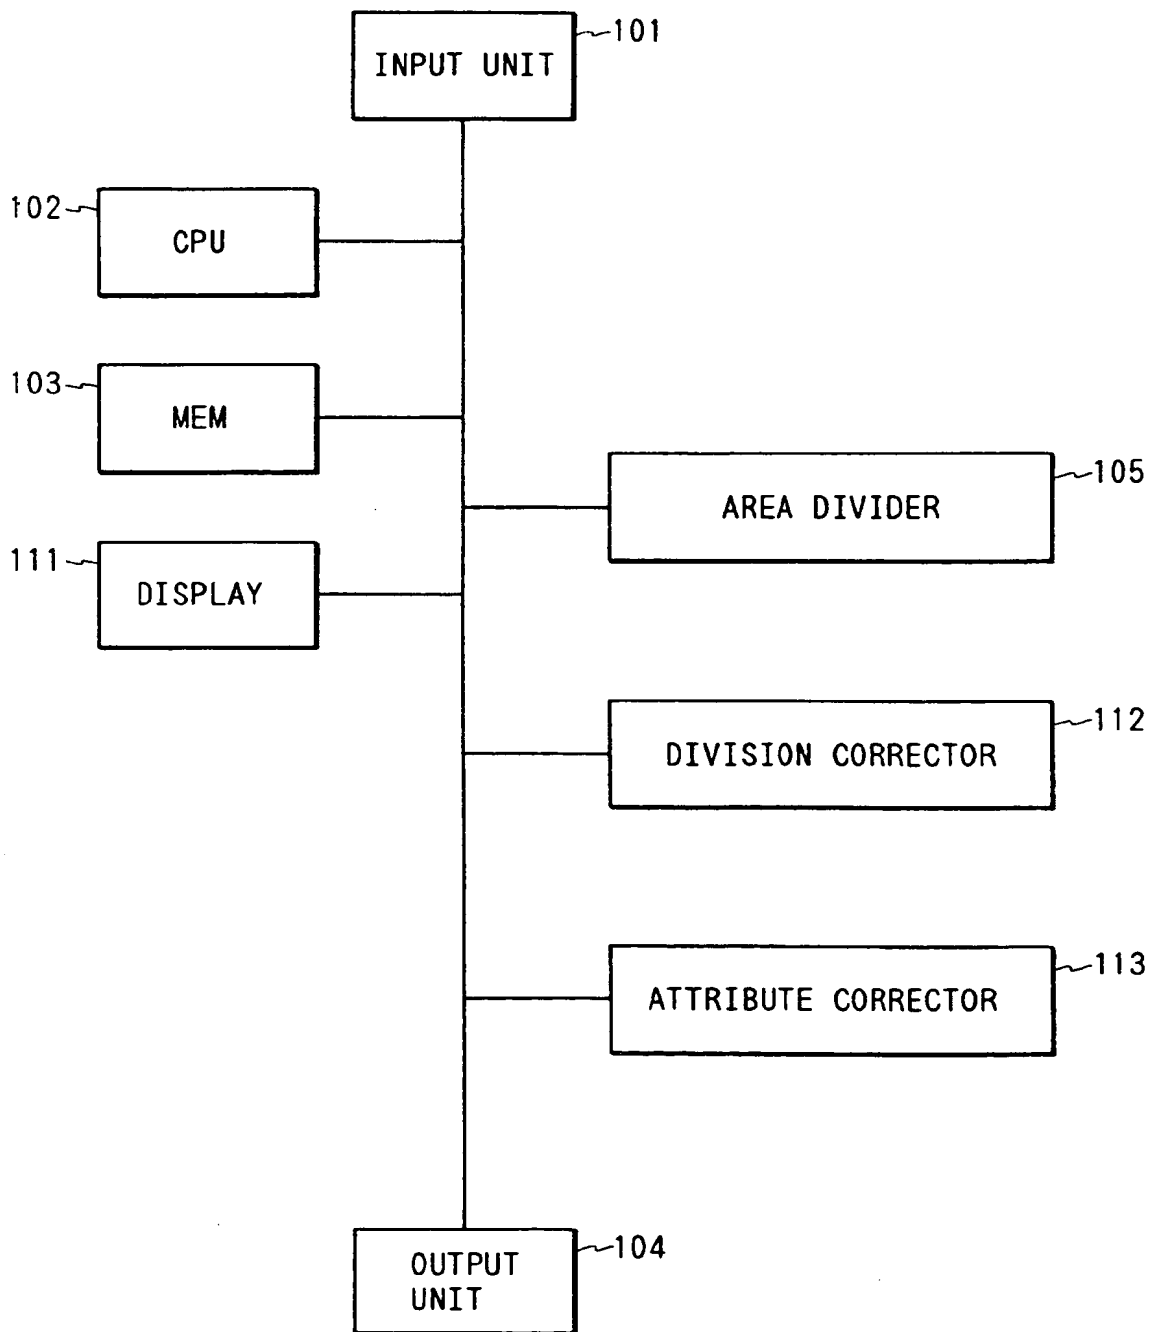 INPUT UNIT
101
102
CPU
103
MEM
105
AREA DIVIDER
111
DISPLAY
112
DIVISION CORRECTOR
113
ATTRIBUTE CORRECTOR
104
OUTPUT
UNIT